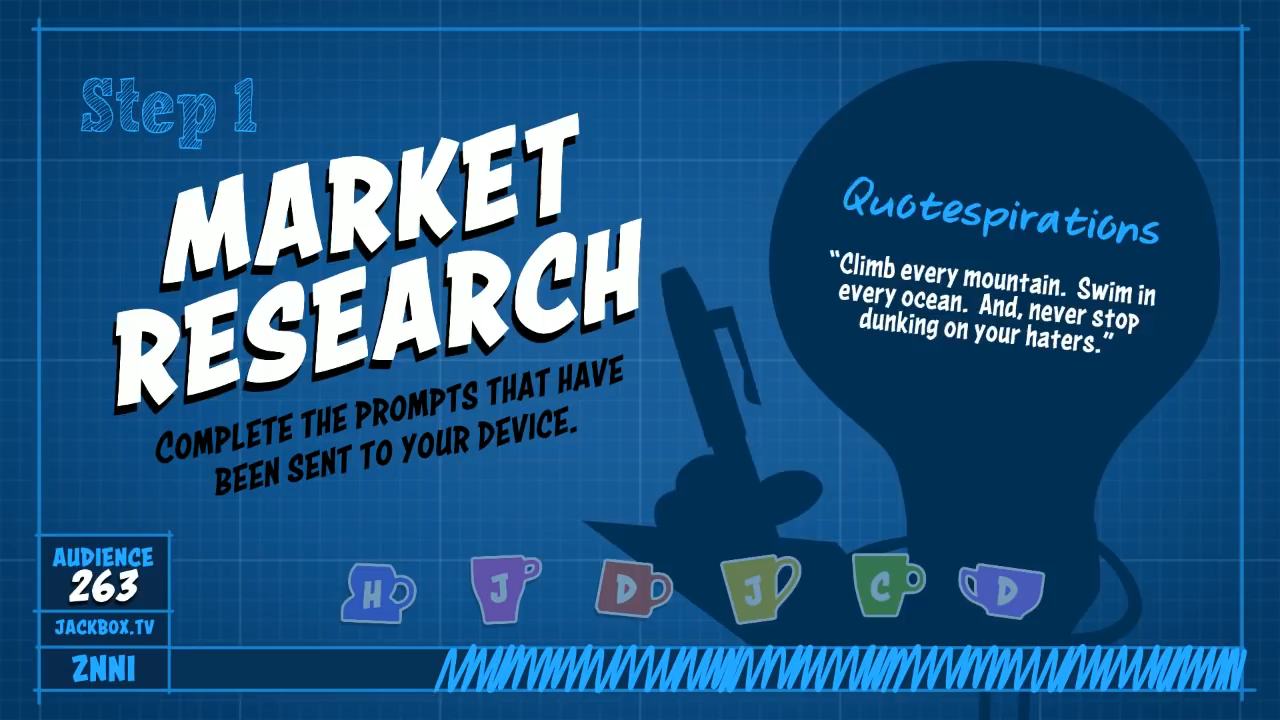 Step 1
MARKET
RESEARCH
COMPLETE THE PROMPTS THAT HAVE
BEEN SENT TO YOUR DEVICE.
Quotespirations
“Climb every mountain. Swim in
every ocean. And, never stop
dunking on your haters.”
H J D J C D
AUDIENCE
263
JACKBOX.TV
ZNNI